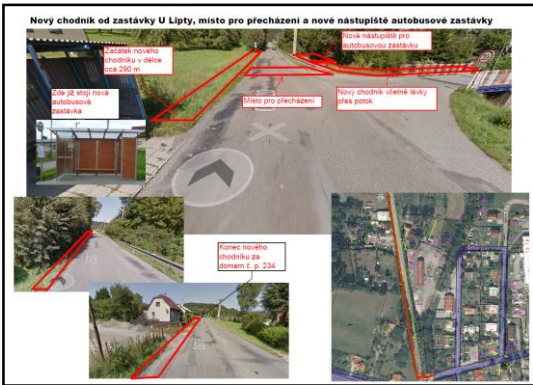 Nový chodník od zastávky U Lipty, místo pro přecházení a nové nástupiště autobusové zastávky
Začátek nového
chodníku v délce
cca 290 m
Nové nástupiště pro
autobusovou zastávku
Zde již stojí nová
autobusová
zastávka
Místo pro přecházení
Nový chodník včetně lávky
přes potok
Konec nového
chodníku za
domem č. p. 234